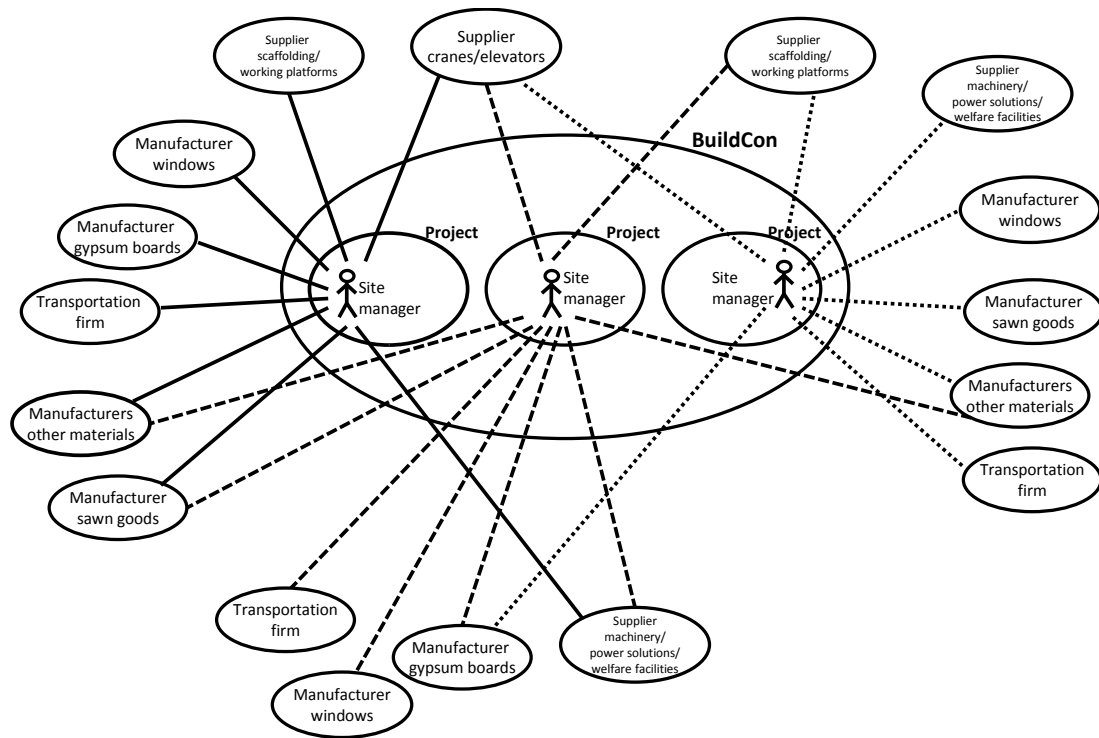 Supplier
scaffolding/
working platforms
Supplier
cranes/elevators
Supplier
scaffolding/
working platforms
Supplier
machinery/
power solutions/
welfare facilities
BuildCon
Manufacturer
windows
Manufacturer
gypsum boards
Transportation
firm
Project
Site
manager
Project
Site
manager
Project
Site
manager
Manufacturer
windows
Manufacturer
sawn goods
Manufacturers
other materials
Transportation
firm
Manufacturers
other materials
Manufacturer
sawn goods
Transportation
firm
Manufacturer
windows
Manufacturer
gypsum boards
Supplier
machinery/
power solutions/
welfare facilities